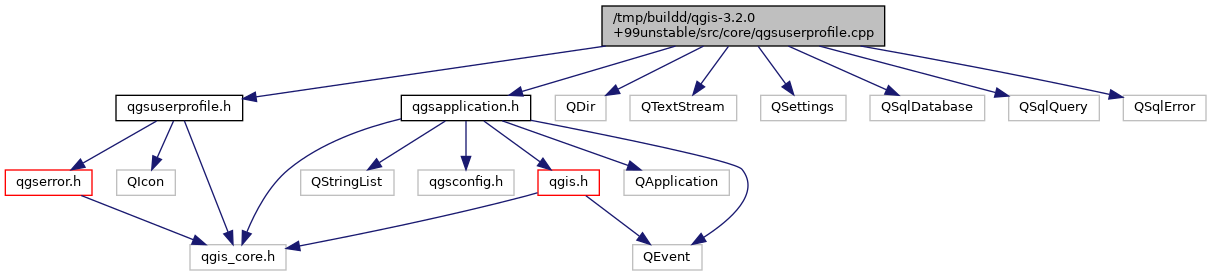 /tmp/buildd/qgis-3.2.0
+99unstable/src/core/qgsuserprofile.cpp
qgsuserprofile.h
qgsapplication.h
QDir
QTextStream
QSettings
QSqlDatabase
QSqlQuery
QSqlError
qgserror.h
QIcon
QStringList
qgsconfig.h
qgis.h
QApplication
qgis_core.h
QEvent